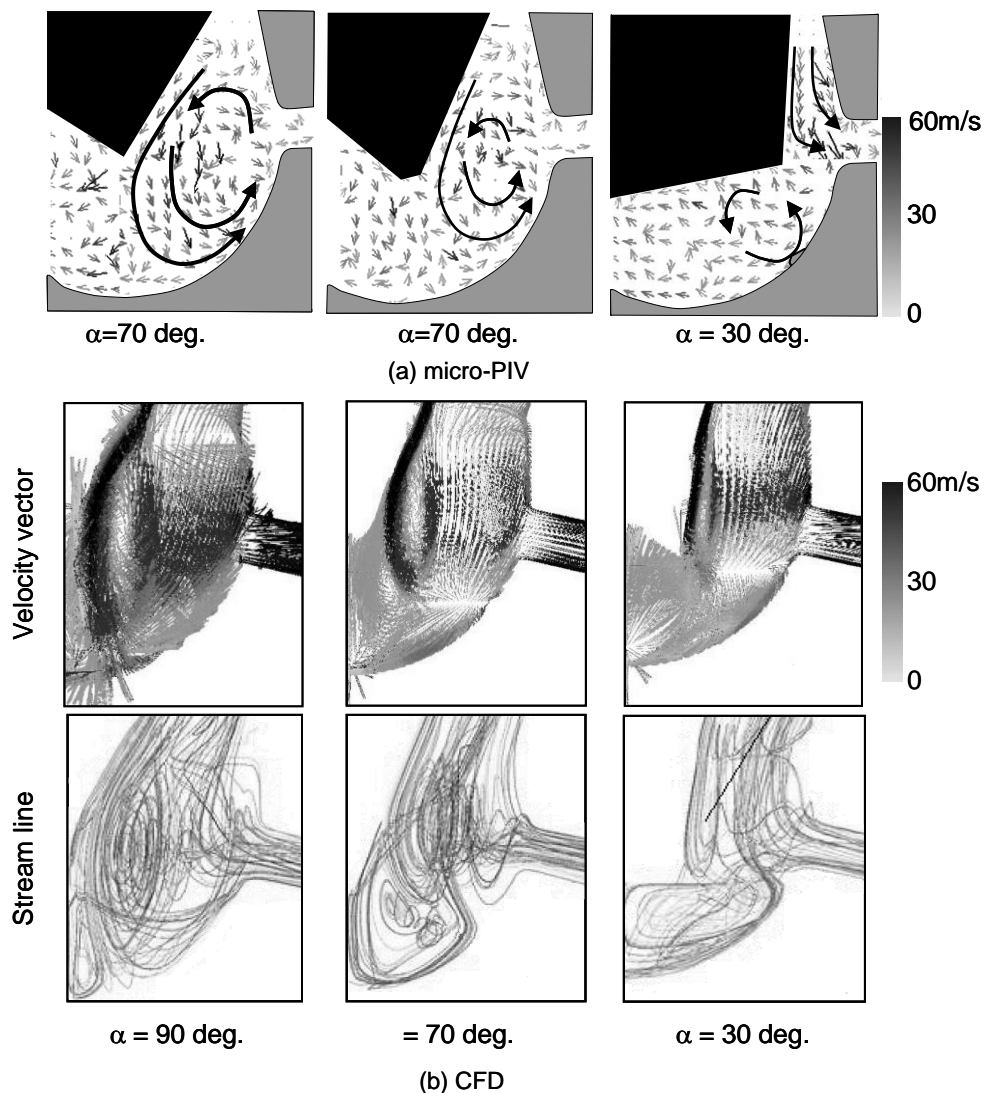 60m/s
30
0
α=70 deg.
α=70 deg.
α = 30 deg.
(a) micro-PIV
Velocity vector
60m/s
30
0
Stream line
α = 90 deg.
= 70 deg.
α = 30 deg.
(b) CFD